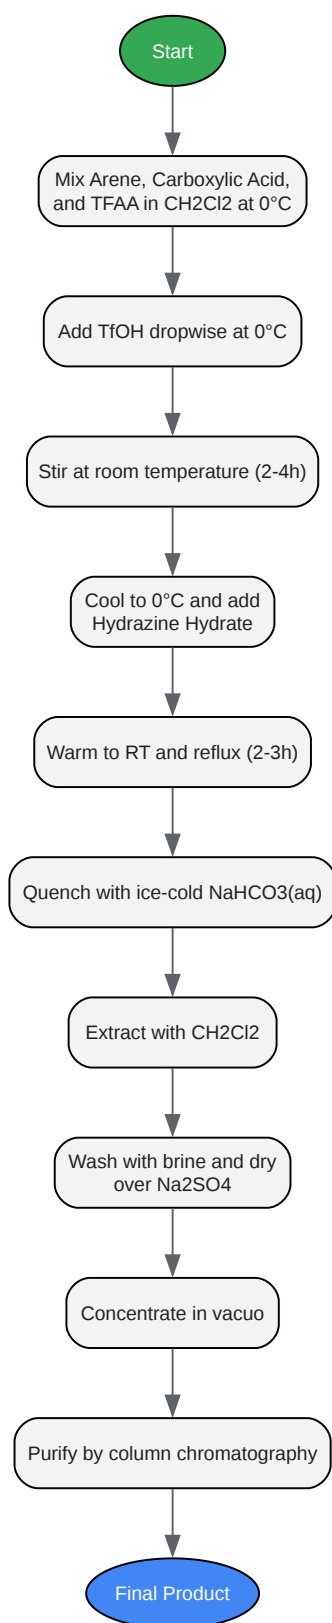 Start
Mix Arene, Carboxylic Acid,
and TFAA in CH2Cl2 at 0°C
Add TfOH dropwise at 0°C
Stir at room temperature (2-4h)
Cool to 0°C and add
Hydrazine Hydrate
Warm to RT and reflux (2-3h)
Quench with ice-cold NaHCO3(aq)
Extract with CH2Cl2
Wash with brine and dry
over Na2SO4
Concentrate in vacuo
Purify by column chromatography
Final Product